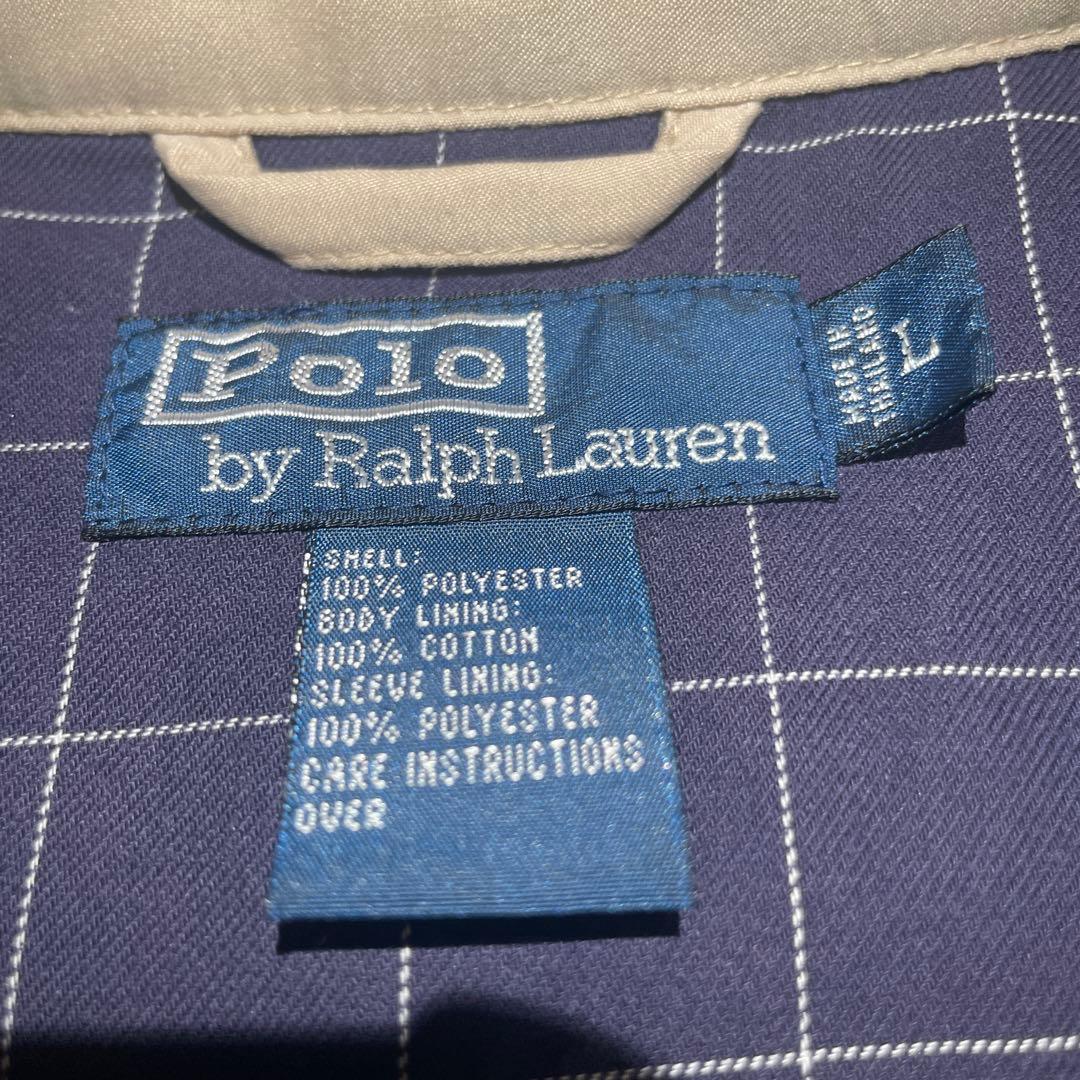 Polo
by Ralph Lauren
MADE IN
THAILAND
L
SHELL:
100% POLYESTER
BODY LINING:
100% COTTON
SLEEVE LINING:
100% POLYESTER
CARE INSTRUCTIONS
OVER